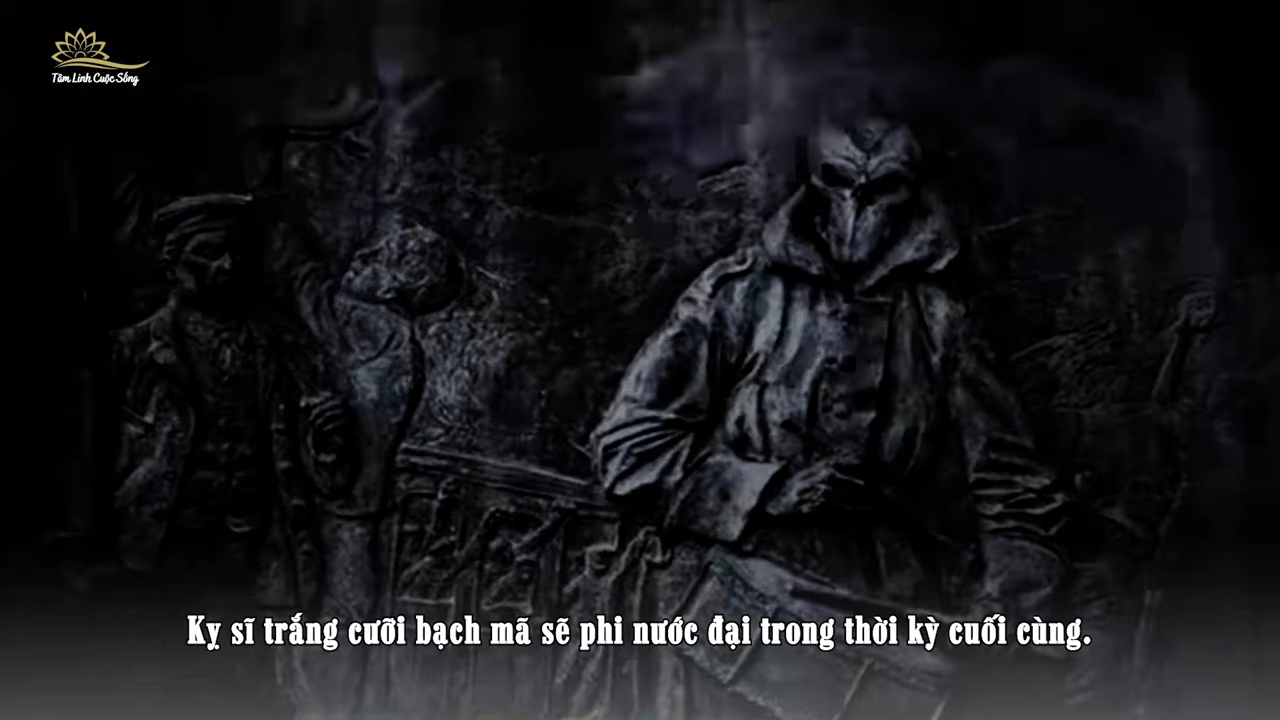 Tâm Linh Cuộc Sống
Kỵ sĩ trắng cưỡi bạch mã sẽ phi nước đại trong thời kỳ cuối cùng.